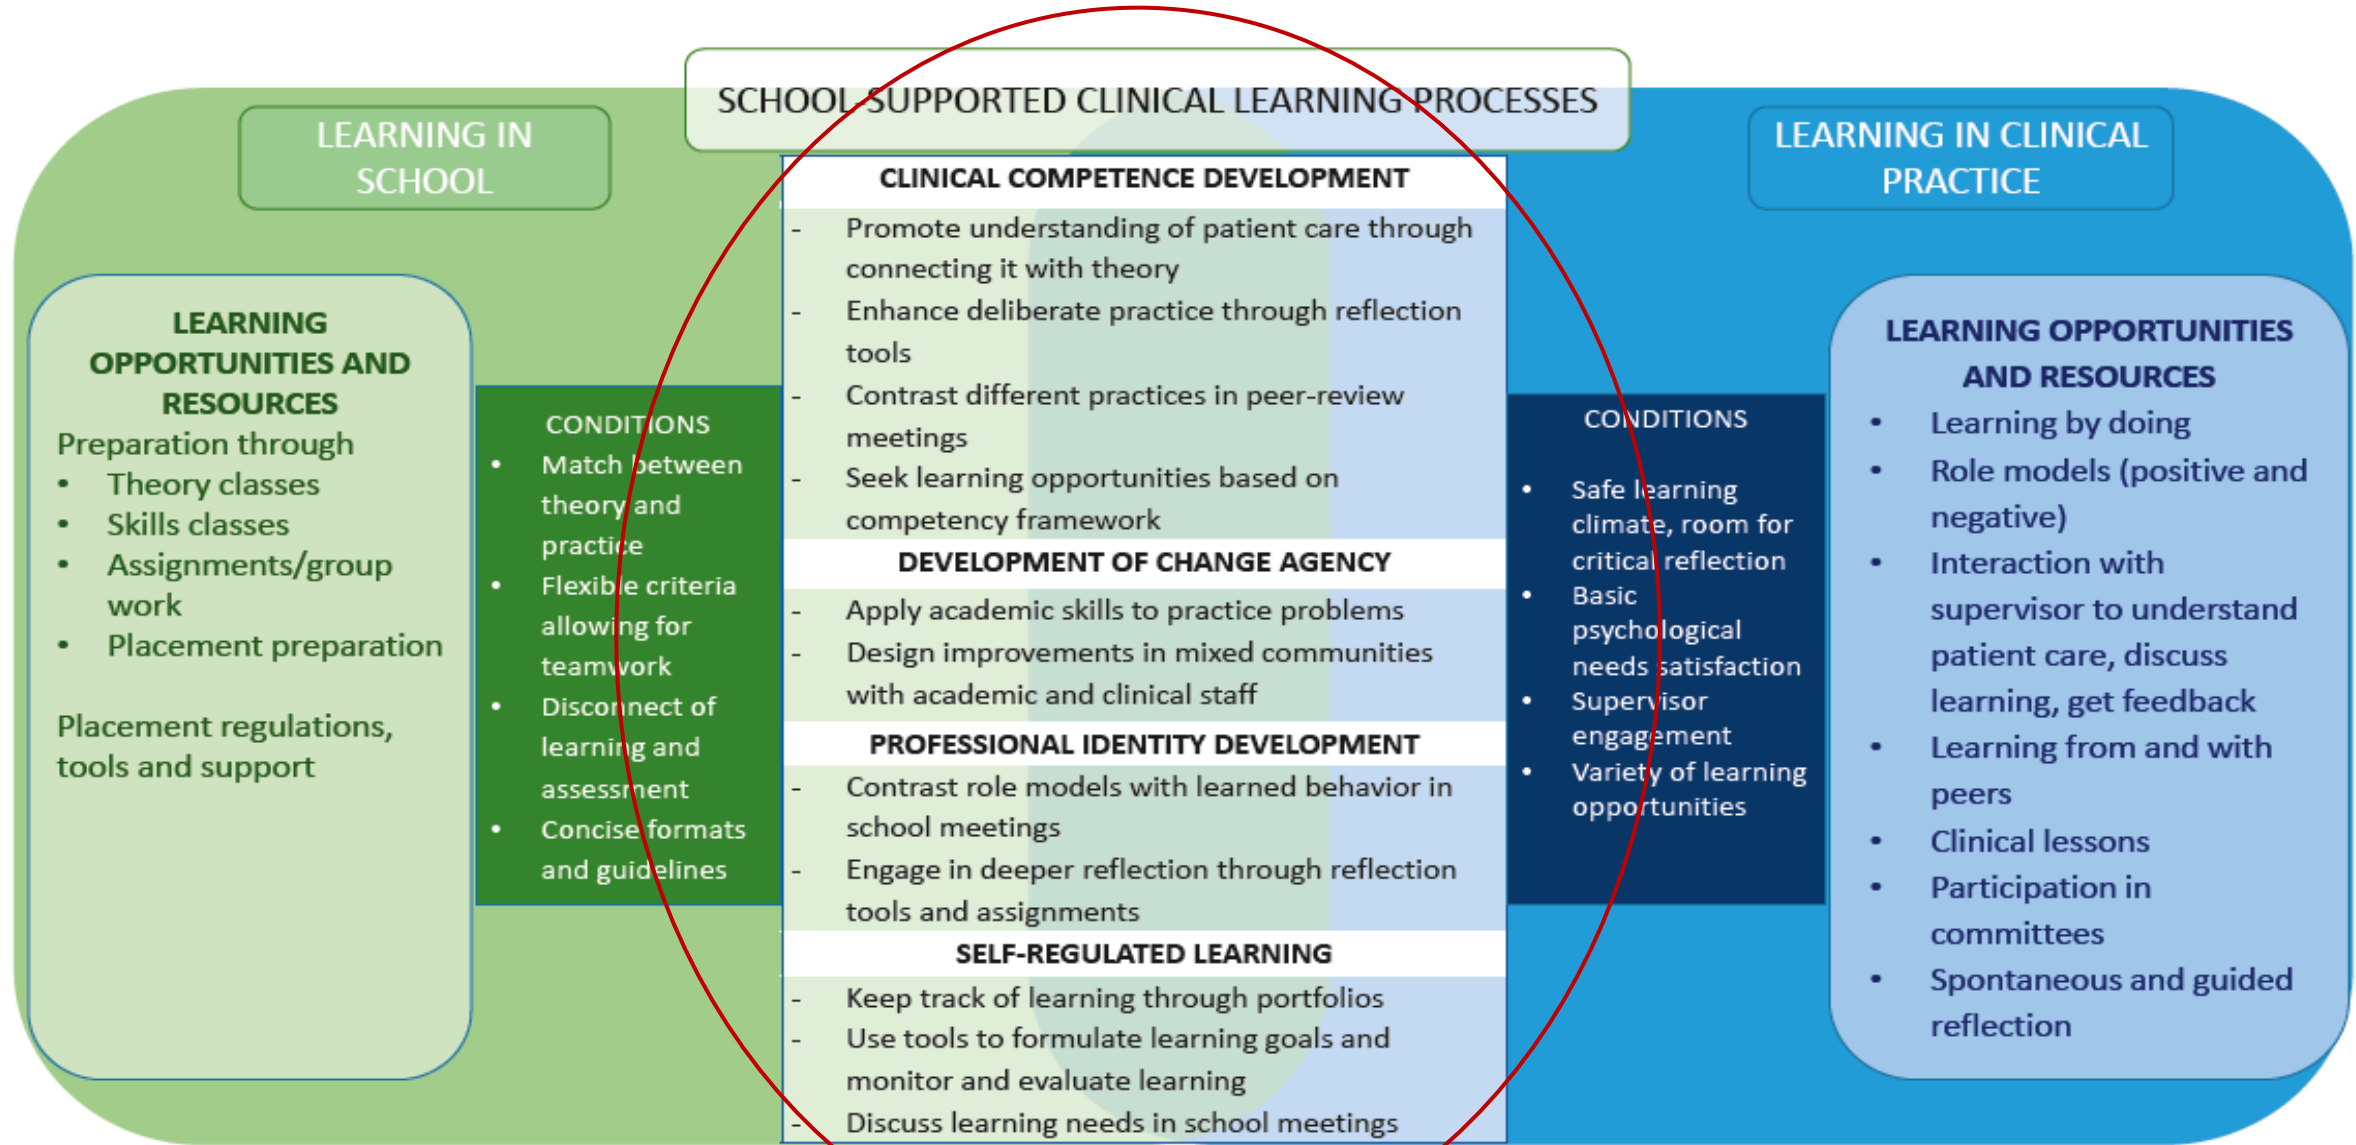 SCHOOL-SUPPORTED CLINICAL LEARNING PROCESSES
LEARNING IN
SCHOOL
LEARNING
OPPORTUNITIES AND
RESOURCES
Preparation through
• Theory classes
• Skills classes
• Assignments/group
work
• Placement preparation
Placement regulations,
tools and support
CONDITIONS
• Match between
theory and
practice
• Flexible criteria
allowing for
teamwork
• Disconnect of
learning and
assessment
• Concise formats
and guidelines
CLINICAL COMPETENCE DEVELOPMENT
- Promote understanding of patient care through
connecting it with theory
- Enhance deliberate practice through reflection
tools
- Contrast different practices in peer-review
meetings
- Seek learning opportunities based on
competency framework
DEVELOPMENT OF CHANGE AGENCY
- Apply academic skills to practice problems
- Design improvements in mixed communities
with academic and clinical staff
PROFESSIONAL IDENTITY DEVELOPMENT
- Contrast role models with learned behavior in
school meetings
- Engage in deeper reflection through reflection
tools and assignments
SELF-REGULATED LEARNING
- Keep track of learning through portfolios
- Use tools to formulate learning goals and
monitor and evaluate learning
- Discuss learning needs in school meetings
CONDITIONS
• Safe learning
climate, room for
critical reflection
• Basic
psychological
needs satisfaction
• Supervisor
engagement
• Variety of learning
opportunities
LEARNING IN CLINICAL
PRACTICE
LEARNING OPPORTUNITIES
AND RESOURCES
• Learning by doing
• Role models (positive and
negative)
• Interaction with
supervisor to understand
patient care, discuss
learning, get feedback
• Learning from and with
peers
• Clinical lessons
• Participation in
committees
• Spontaneous and guided
reflection